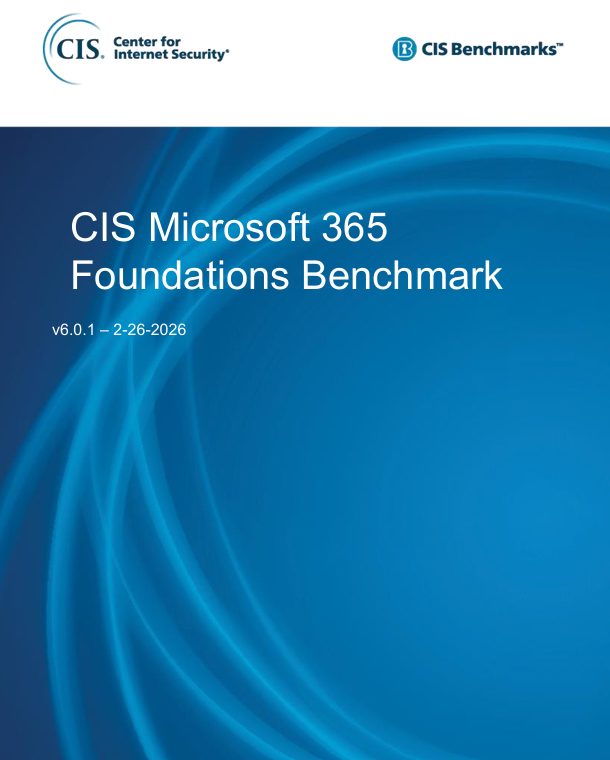 CIS. Center for
Internet Security®
CIS Benchmarks™
CIS Microsoft 365
Foundations Benchmark
v6.0.1 – 2-26-2026